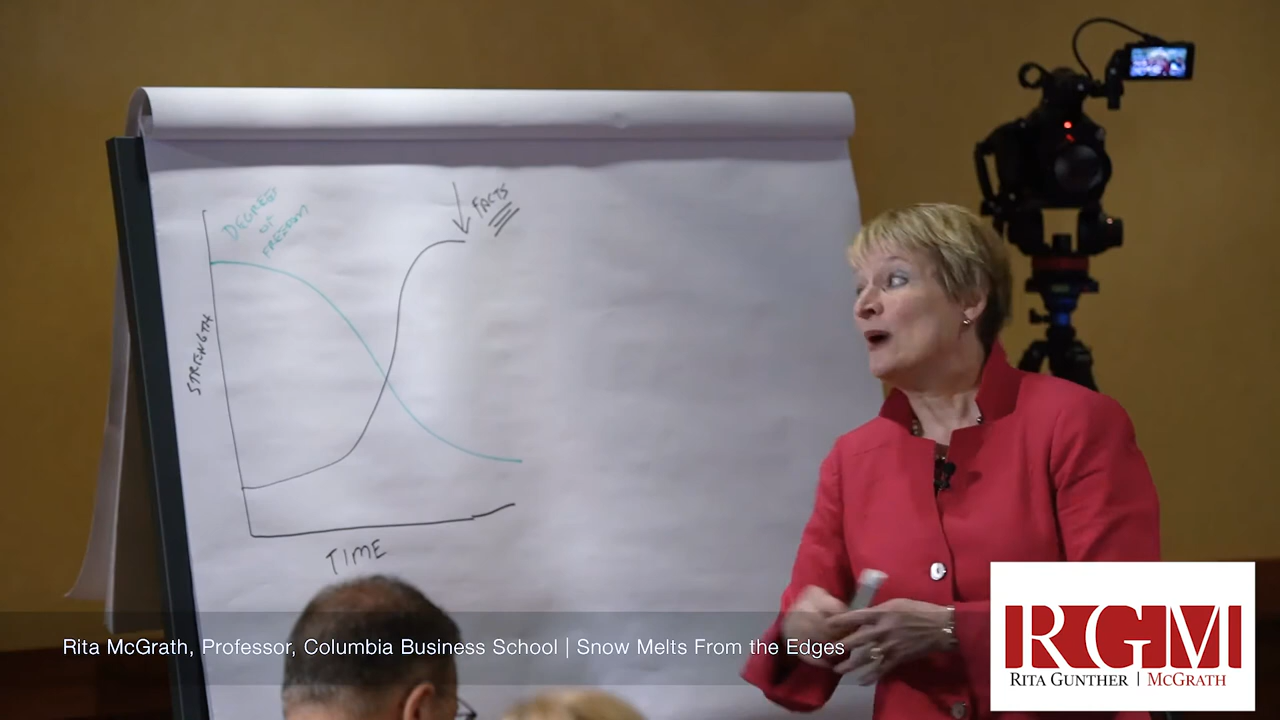 DEGREES
OF
FREEDOM
FACTS
STRENGTH
TIME
Rita McGrath, Professor, Columbia Business School | Snow Melts From the Edges
RGM
RITA GUNTHER | MCGRATH